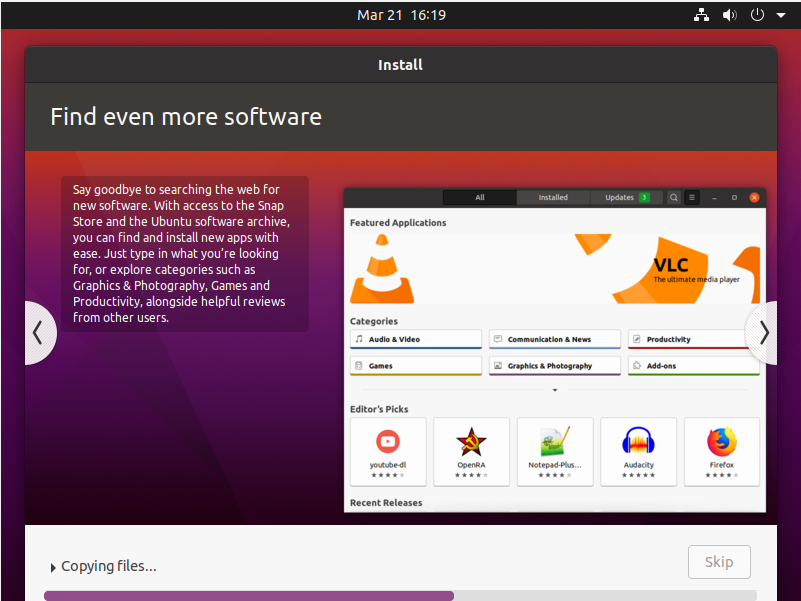 Mar 21 16:19
Install
Find even more software
Say goodbye to searching the web for
new software. With access to the Snap
Store and the Ubuntu software archive,
you can find and install new apps with
ease. Just type in what you're looking
for, or explore categories such as
Graphics & Photography, Games and
Productivity, alongside helpful reviews
from other users.
All Installed Updates 3
Featured Applications
VLC
The ultimate media player
Categories
Audio & Video Communication & News Productivity
Games Graphics & Photography Add-ons
Editor's Picks
youtube-dl OpenRA Notepad-Plus... Audacity Firefox
Recent Releases
Copying files...
Skip